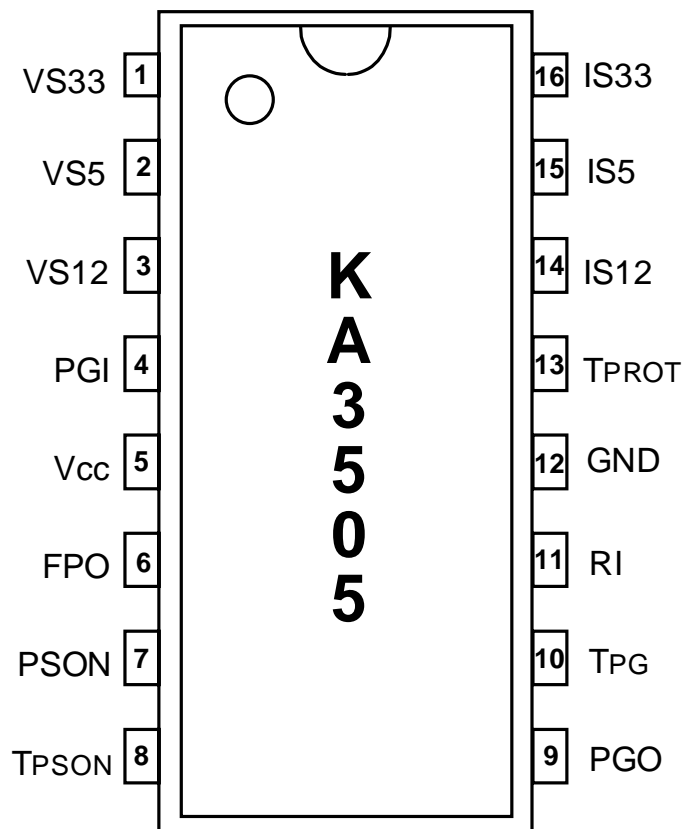 VS33 1
VS5 2
VS12 3
PGI 4
Vcc 5
FPO 6
PSON 7
TPSON 8
K
A
3
5
0
5
16 IS33
15 IS5
14 IS12
13 TPROT
12 GND
11 RI
10 TPG
9 PGO